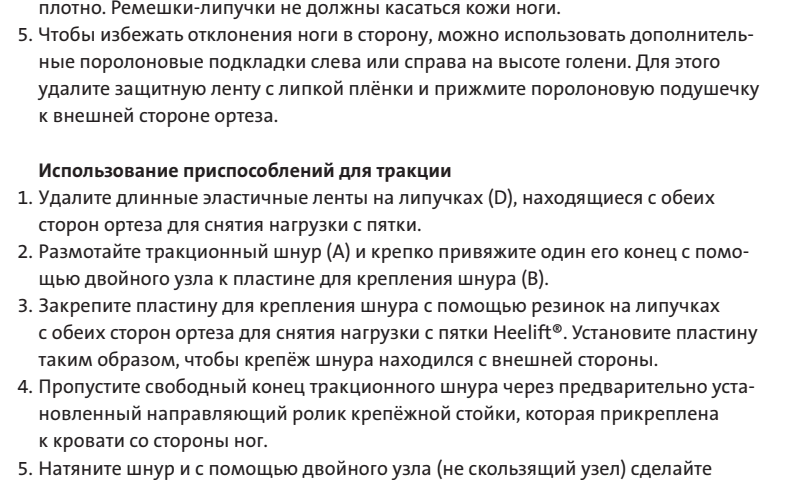 плотно. Ремешки-липучки не должны касаться кожи ноги.
5. Чтобы избежать отклонения ноги в сторону, можно использовать дополнитель-
ные поролоновые подкладки слева или справа на высоте голени. Для этого
удалите защитную ленту с липкой плёнки и прижмите поролоновую подушечку
к внешней стороне ортеза.
Использование приспособлений для тракции
1. Удалите длинные эластичные ленты на липучках (D), находящиеся с обеих
сторон ортеза для снятия нагрузки с пятки.
2. Размотайте тракционный шнур (A) и крепко привяжите один его конец с помо-
щью двойного узла к пластине для крепления шнура (B).
3. Закрепите пластину для крепления шнура с помощью резинок на липучках
с обеих сторон ортеза для снятия нагрузки с пятки Heelift®. Установите пластину
таким образом, чтобы крепёж шнура находился с внешней стороны.
4. Пропустите свободный конец тракционного шнура через предварительно уста-
новленный направляющий ролик крепёжной стойки, которая прикреплена
к кровати со стороны ног.
5. Натяните шнур и с помощью двойного узла (не скользящий узел) сделайте